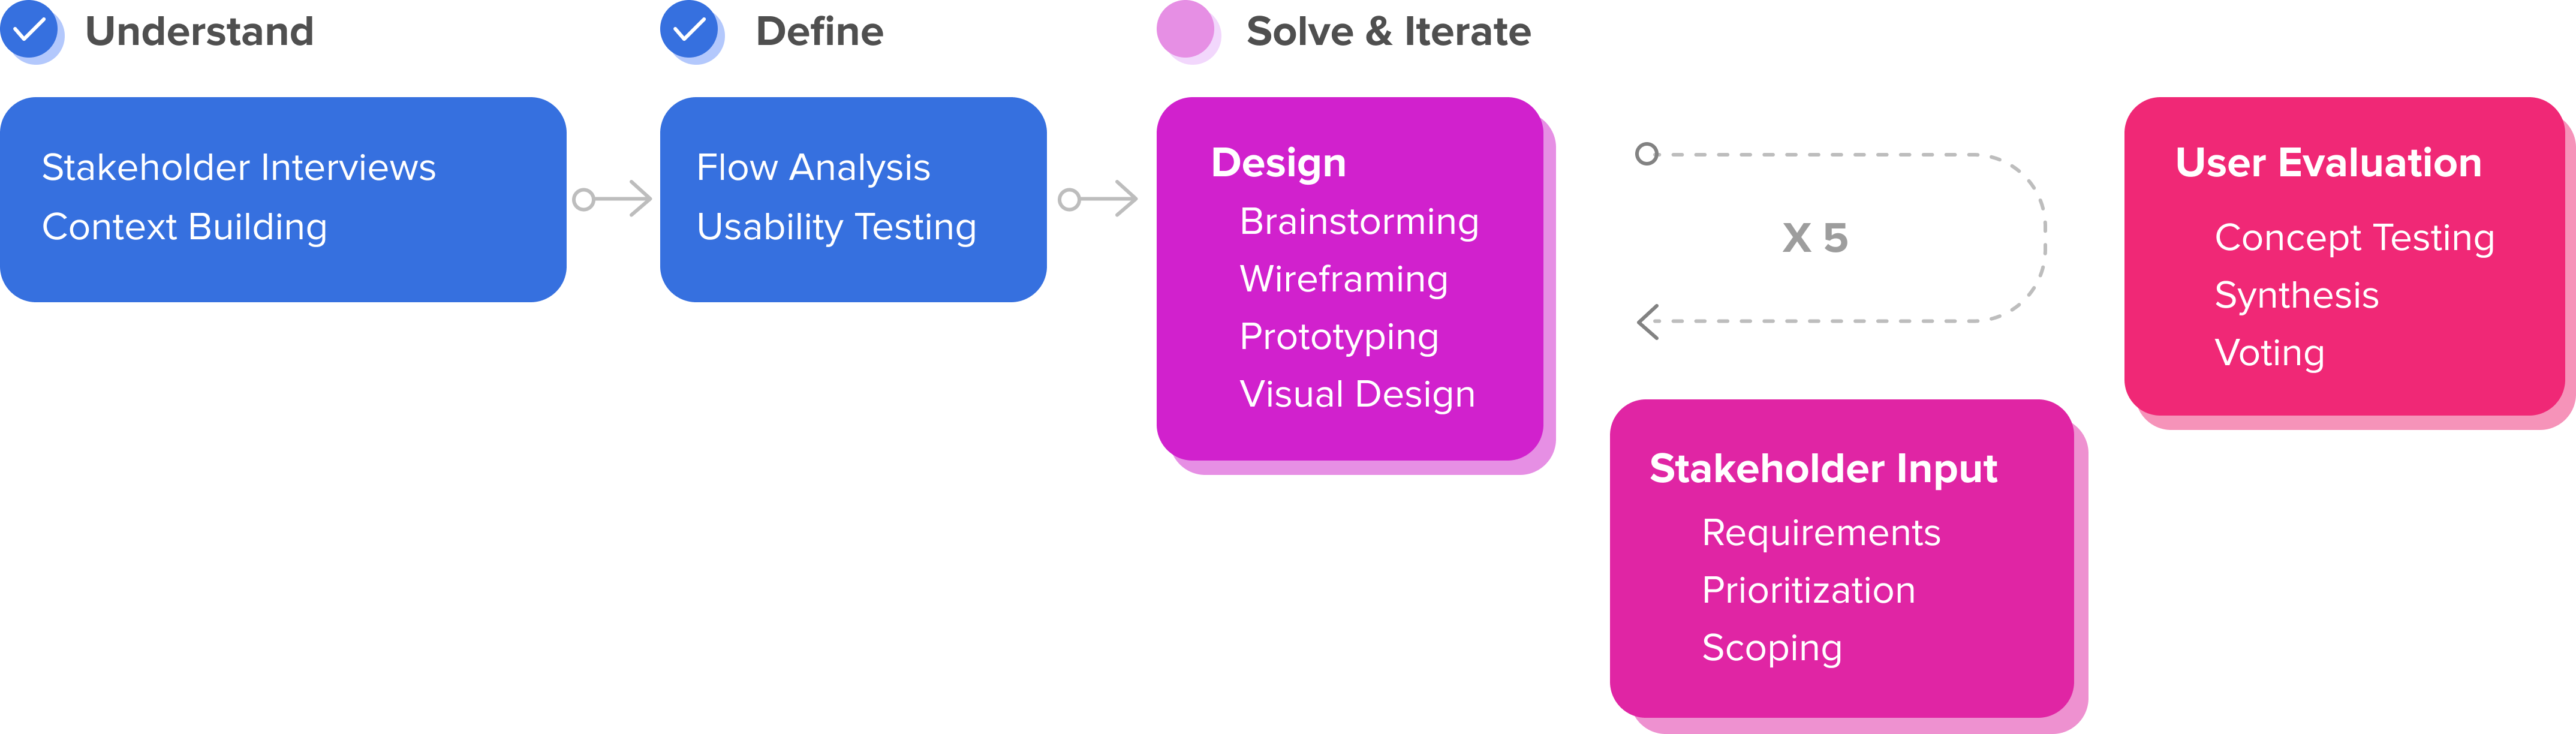 Understand
Define
Solve & Iterate
Stakeholder Interviews
Context Building
Flow Analysis
Usability Testing
Design
Brainstorming
Wireframing
Prototyping
Visual Design
X 5
Stakeholder Input
Requirements
Prioritization
Scoping
User Evaluation
Concept Testing
Synthesis
Voting